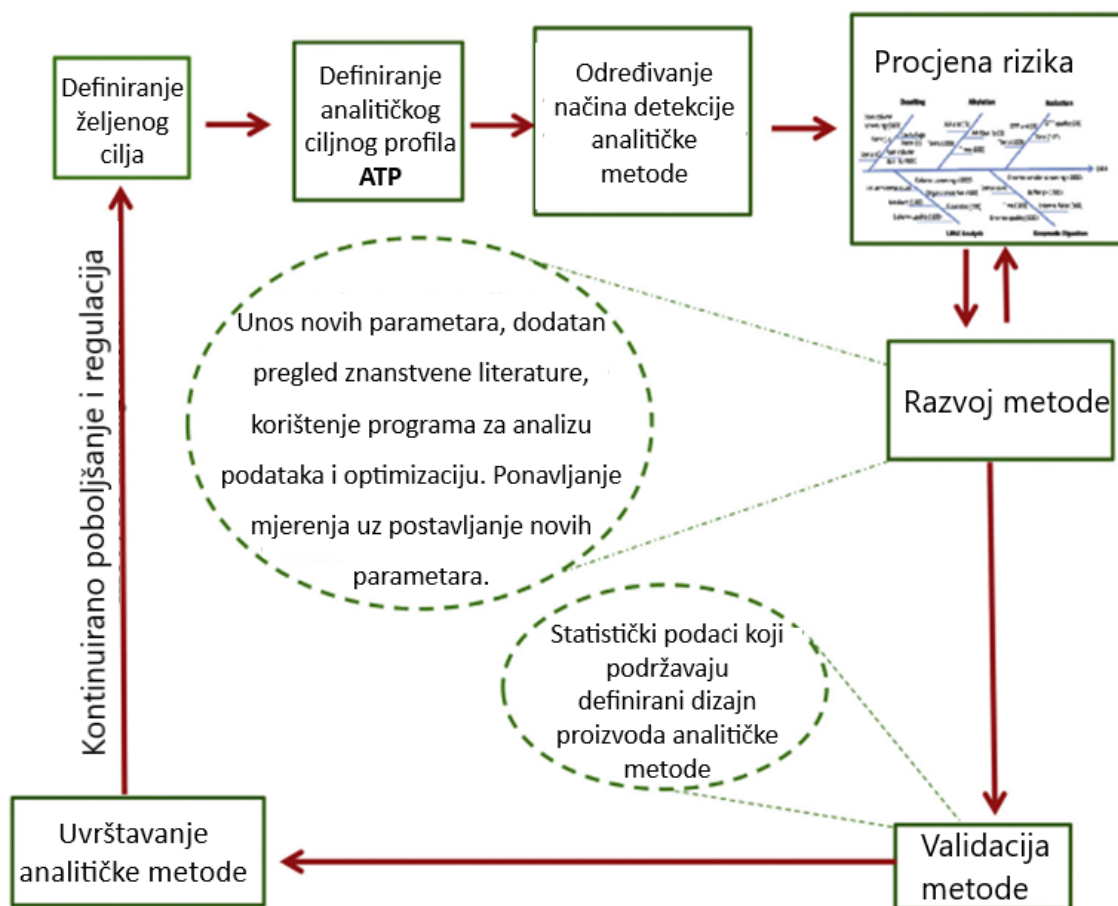 Definiranje
željenog
cilja
Definiranje
analitičkog
ciljnog profila
ATP
Određivanje
načina detekcije
analitičke
metode
Procjena rizika
Unos novih parametara, dodatan
pregled znanstvene literature,
korištenje programa za analizu
podataka i optimizaciju. Ponavljanje
mjerenja uz postavljanje novih
parametara.
Razvoj metode
Kontinuirano poboljšanje i regulacija
Statistički podaci koji
podržavaju
definirani dizajn
proizvoda analitičke
metode
Uvrštavanje
analitičke metode
Validacija
metode